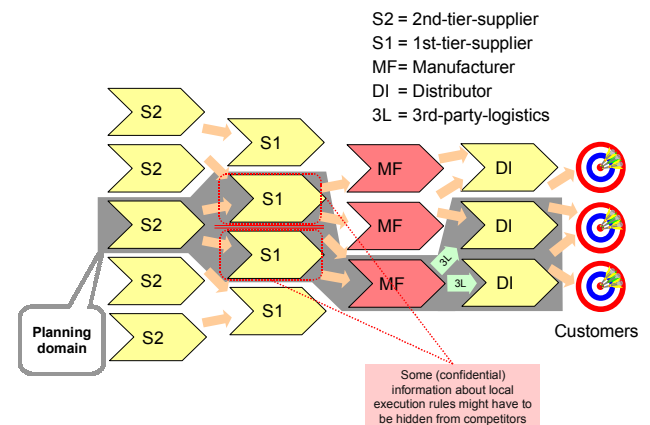 S2 = 2nd-tier-supplier
S1 = 1st-tier-supplier
MF = Manufacturer
DI = Distributor
3L = 3rd-party-logistics
S2
S1
S2
MF
DI
S1
S2
MF
DI
S1
3L
S2
MF
3L
DI
S1
S2
Planning
domain
Customers
Some (confidential)
information about local
execution rules might have to
be hidden from competitors